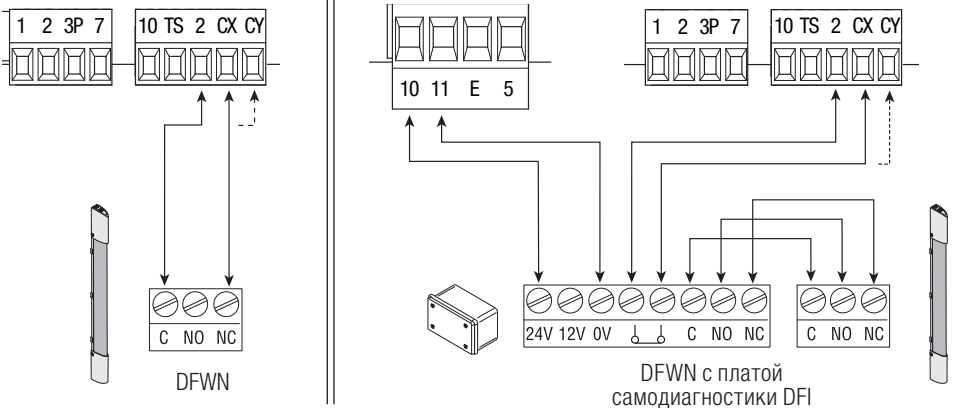 1 2 3P 7
10 TS 2 CX CY
C NO NC
DFWN
10 11 E 5
1 2 3P 7
10 TS 2 CX CY
24V 12V 0V C NO NC
C NO NC
DFWN с платой
самодиагностики DFI